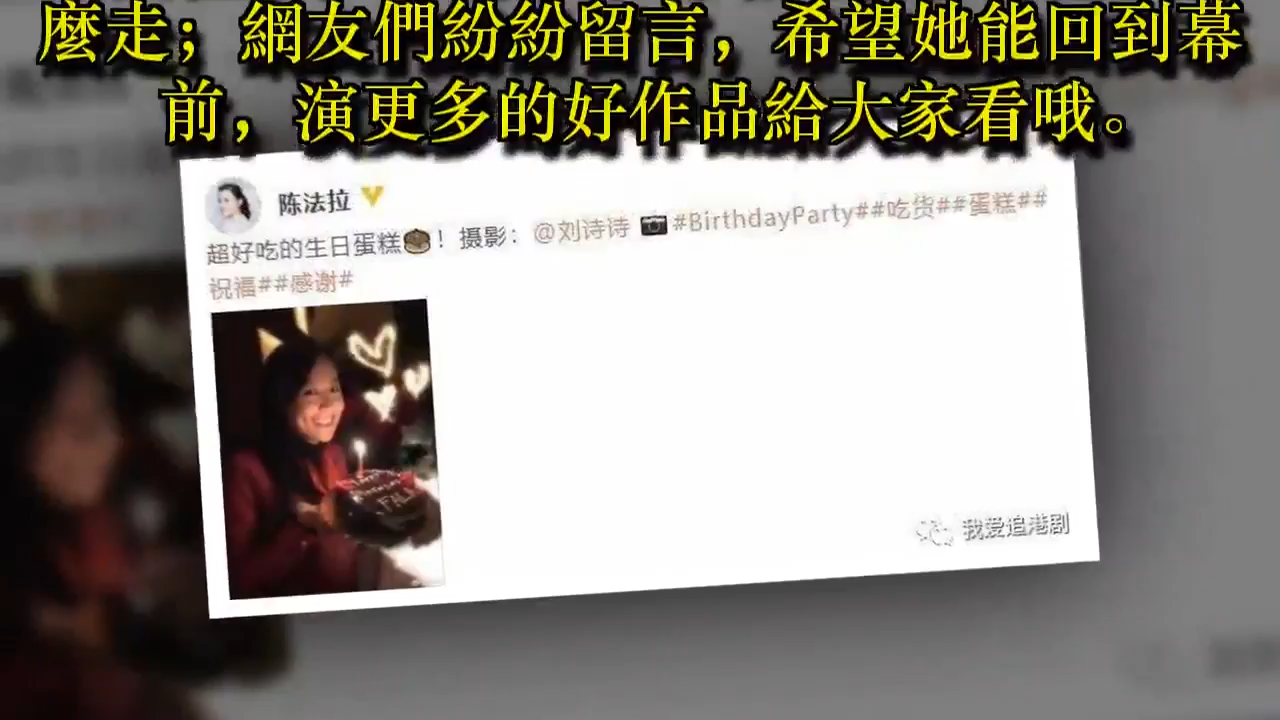 麼走；網友們紛紛留言，希望她能回到幕
前，演更多的好作品給大家看哦。
陈法拉
超好吃的生日蛋糕！摄影：@刘诗诗 #BirthdayParty##吃货##蛋糕##
祝福##感谢#
FALA
我爱追港剧